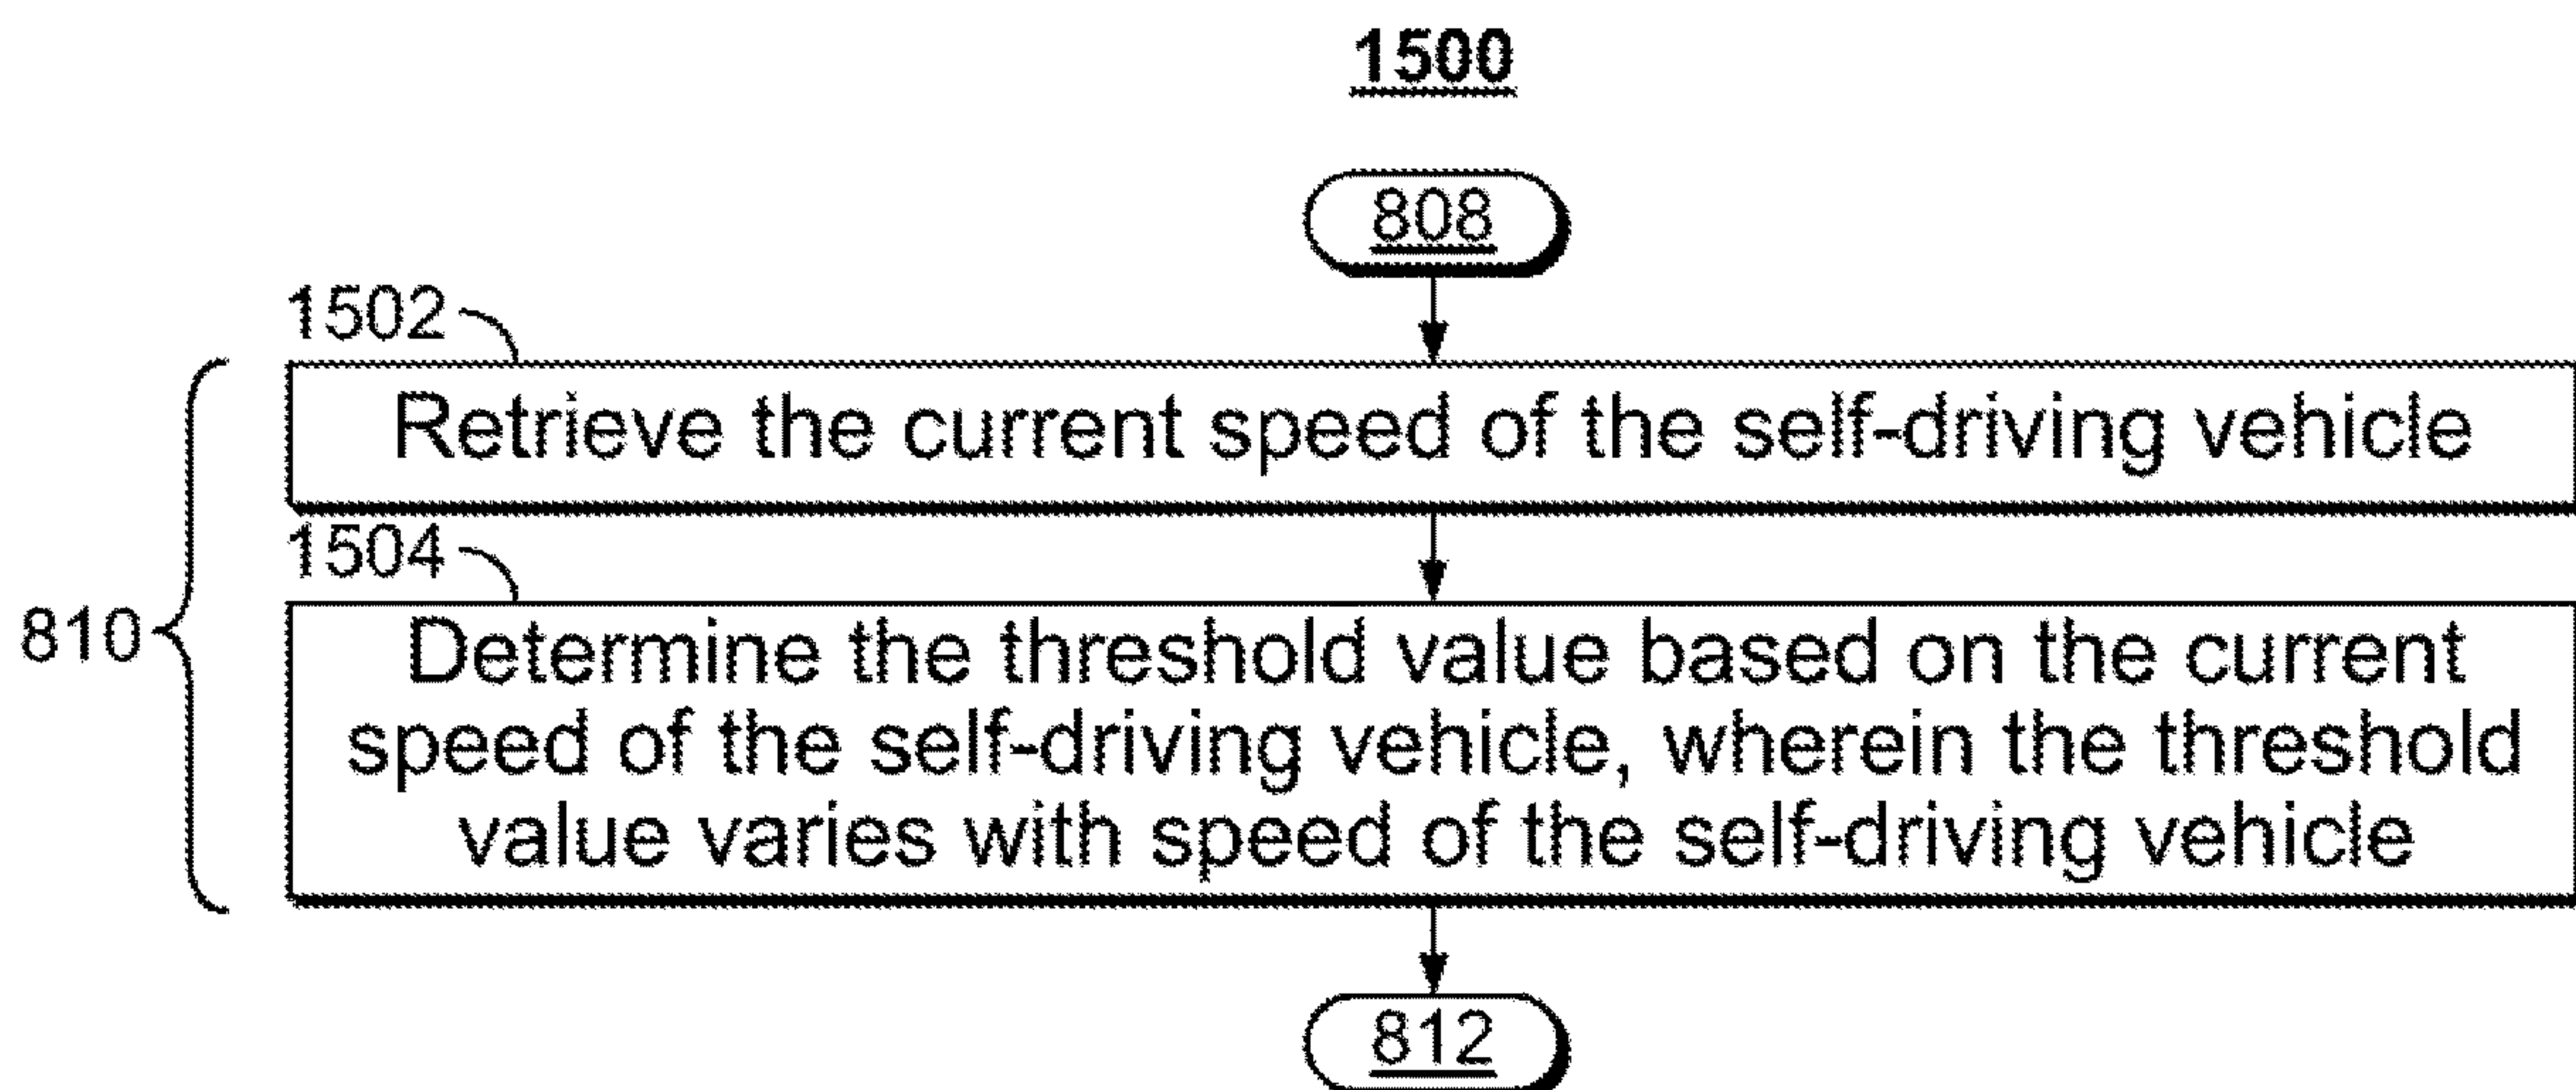 1500
808
1502
Retrieve the current speed of the self-driving vehicle
1504
810
Determine the threshold value based on the current
speed of the self-driving vehicle, wherein the threshold
value varies with speed of the self-driving vehicle
812